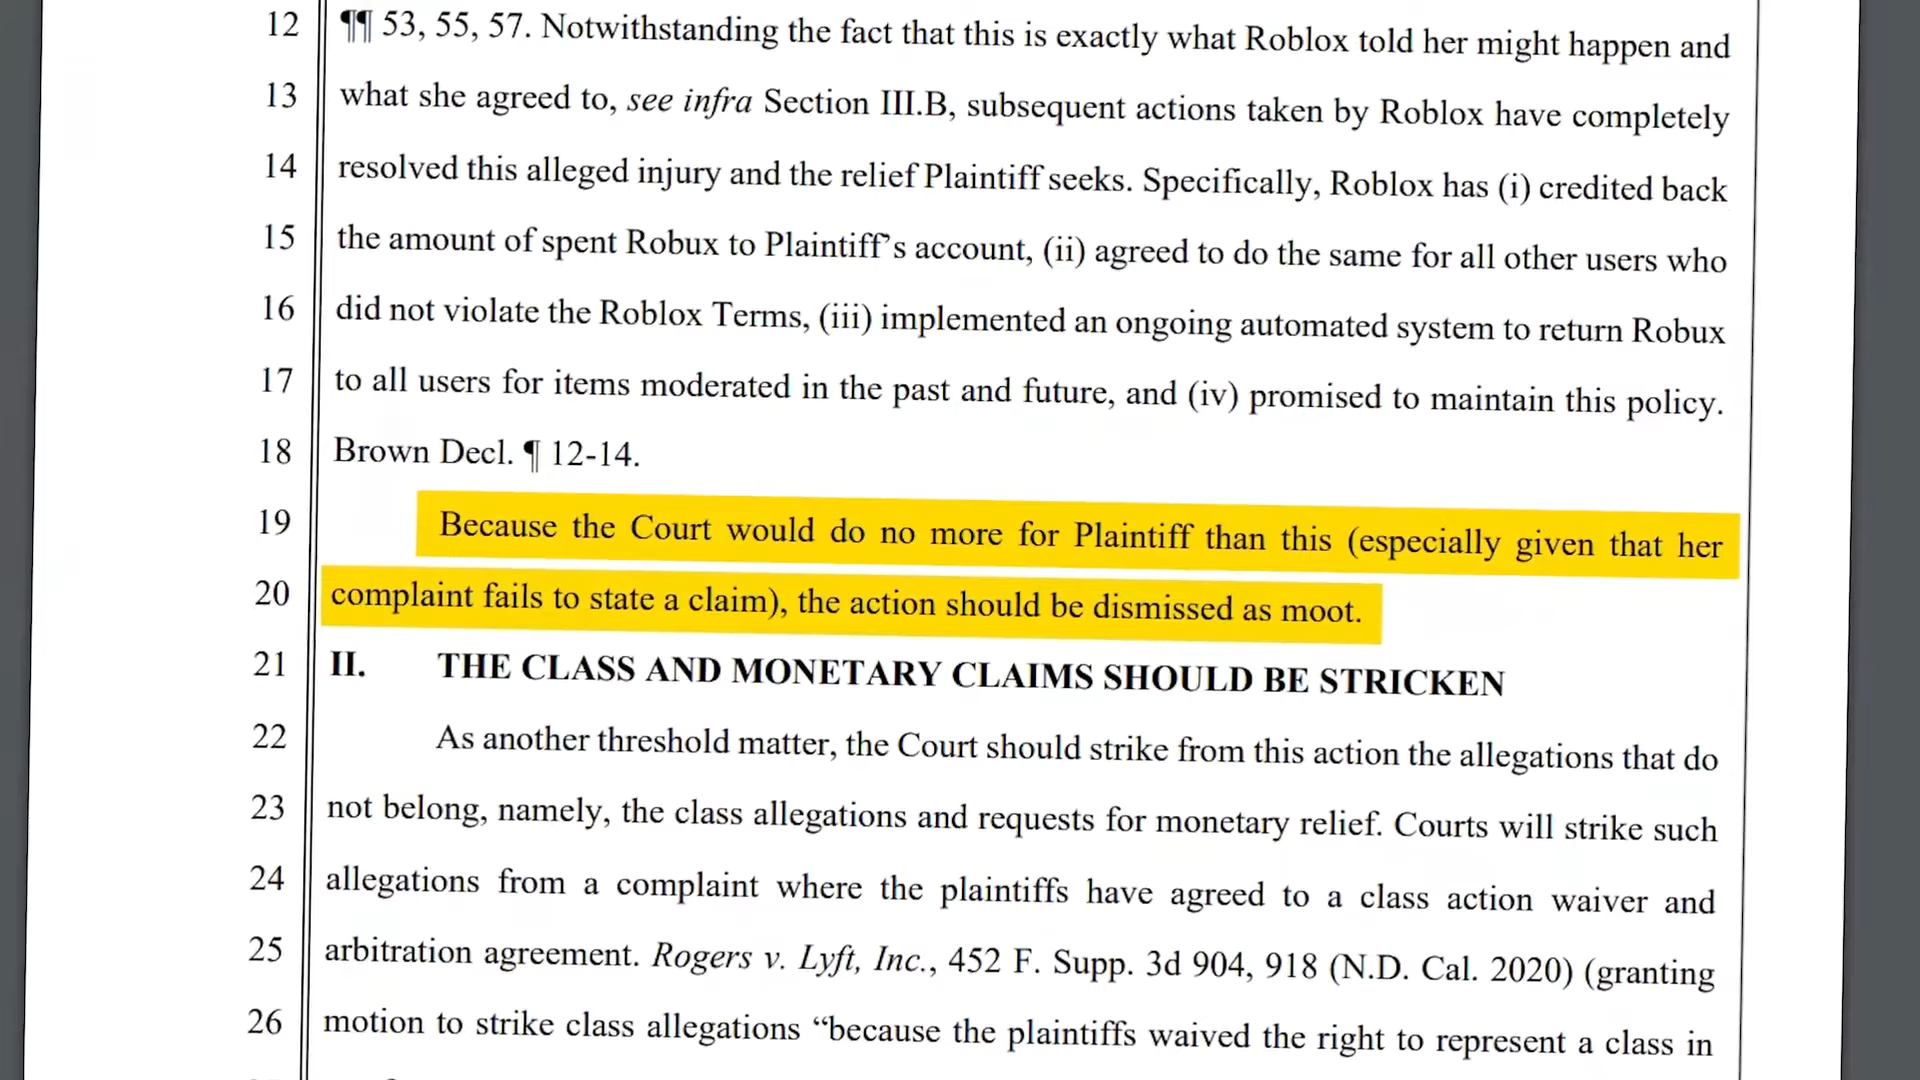 12 ¶¶ 53, 55, 57. Notwithstanding the fact that this is exactly what Roblox told her might happen and
13 what she agreed to, see infra Section III.B, subsequent actions taken by Roblox have completely
14 resolved this alleged injury and the relief Plaintiff seeks. Specifically, Roblox has (i) credited back
15 the amount of spent Robux to Plaintiff's account, (ii) agreed to do the same for all other users who
16 did not violate the Roblox Terms, (iii) implemented an ongoing automated system to return Robux
17 to all users for items moderated in the past and future, and (iv) promised to maintain this policy.
18 Brown Decl. ¶ 12-14.
19 Because the Court would do no more for Plaintiff than this (especially given that her
20 complaint fails to state a claim), the action should be dismissed as moot.
21 II. THE CLASS AND MONETARY CLAIMS SHOULD BE STRICKEN
22 As another threshold matter, the Court should strike from this action the allegations that do
23 not belong, namely, the class allegations and requests for monetary relief. Courts will strike such
24 allegations from a complaint where the plaintiffs have agreed to a class action waiver and
25 arbitration agreement. Rogers v. Lyft, Inc., 452 F. Supp. 3d 904, 918 (N.D. Cal. 2020) (granting
26 motion to strike class allegations “because the plaintiffs waived the right to represent a class in